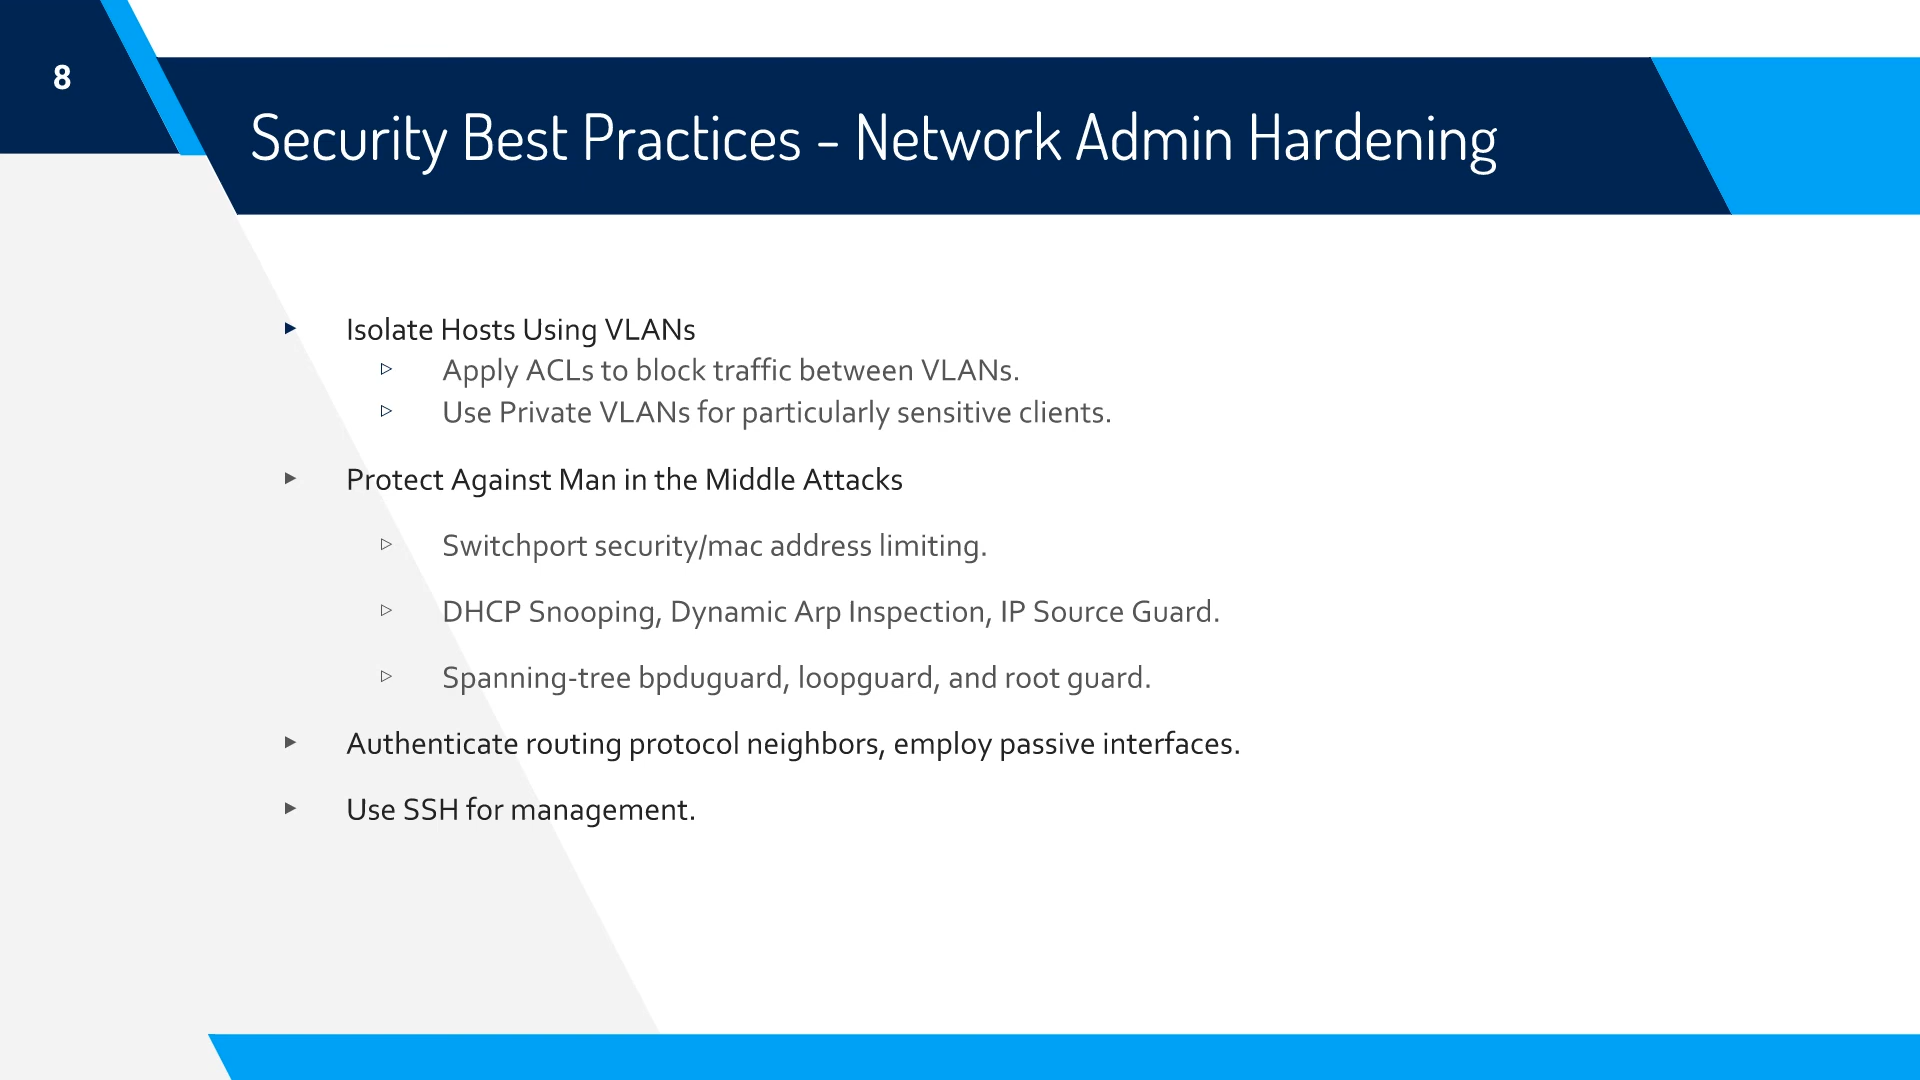 8
Security Best Practices – Network Admin Hardening
Isolate Hosts Using VLANs
Apply ACLs to block traffic between VLANs.
Use Private VLANs for particularly sensitive clients.
Protect Against Man in the Middle Attacks
Switchport security/mac address limiting.
DHCP Snooping, Dynamic Arp Inspection, IP Source Guard.
Spanning-tree bpduguard, loopguard, and root guard.
Authenticate routing protocol neighbors, employ passive interfaces.
Use SSH for management.